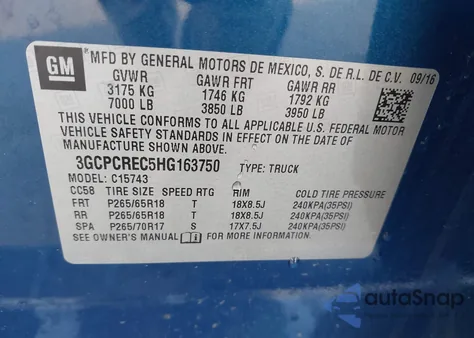 GM
MFD BY GENERAL MOTORS DE MEXICO, S. DE R.L. DE C.V. 09/16
GVWR GAWR FRT GAWR RR
3175 KG 1746 KG 1792 KG
7000 LB 3850 LB 3950 LB
THIS VEHICLE CONFORMS TO ALL APPLICABLE U.S. FEDERAL MOTOR
VEHICLE SAFETY STANDARDS IN EFFECT ON THE DATE OF
MANUFACTURE SHOWN ABOVE.
3GCPCREC5HG163750 TYPE: TRUCK
MODEL: C15743
CC58 TIRE SIZE SPEED RTG RIM COLD TIRE PRESSURE
FRT P265/65R18 T 18X8.5J 240KPA(35PSI)
RR P265/65R18 T 18X8.5J 240KPA(35PSI)
SPA P265/70R17 S 17X7.5J 240KPA(35PSI)
SEE OWNER'S MANUAL FOR MORE INFORMATION.
autoSnap